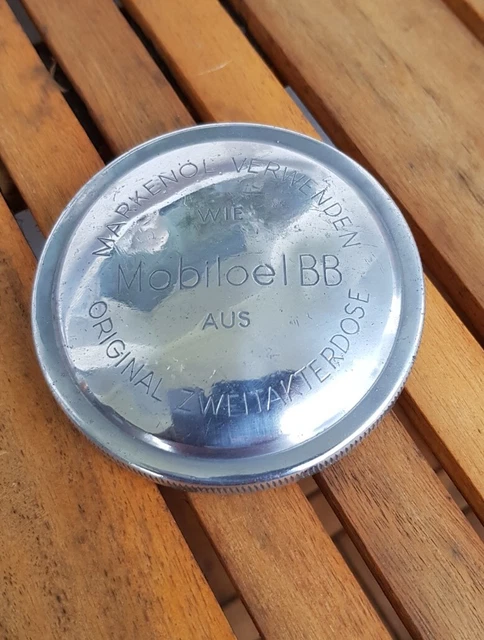 MARKENÖL VERWENDEN
WIE
Mobiloel BB
AUS
ORIGINAL ZWEITAKTERDOSE